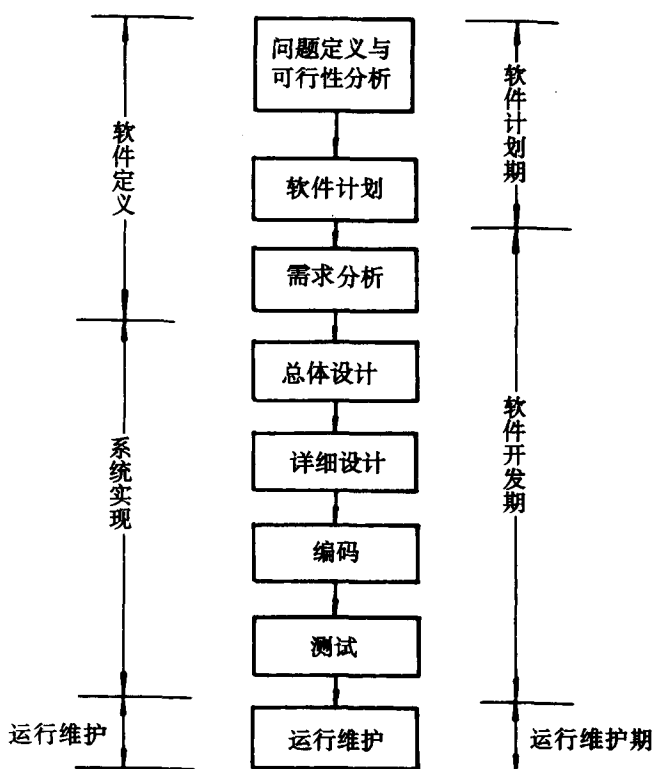 问题定义与
可行性分析
软件计划
需求分析
总体设计
详细设计
编码
测试
运行维护
软件定义
系统实现
运行维护
软件计划期
软件开发期
运行维护期